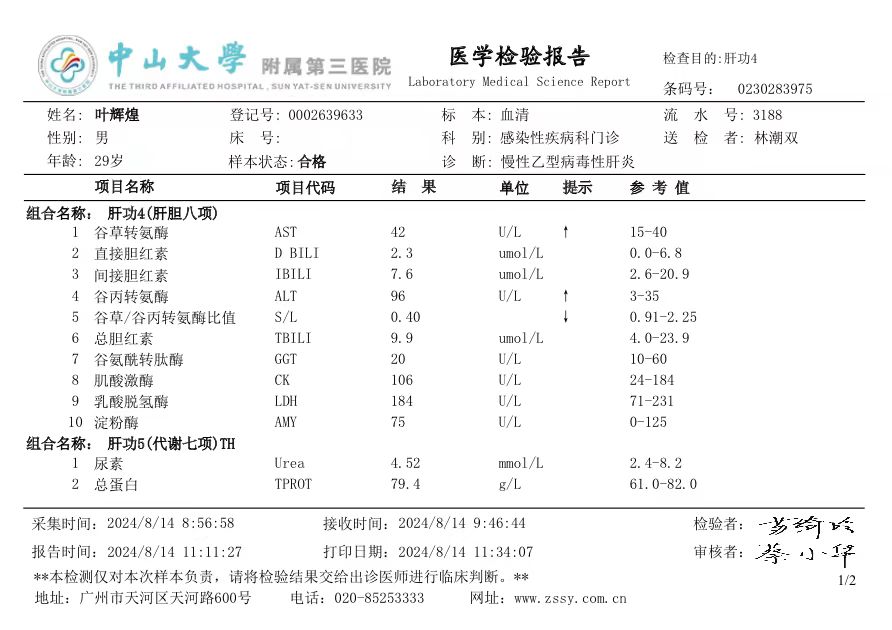 中山大学 附属第三医院
THE THIRD AFFILIATED HOSPITAL, SUN YAT-SEN UNIVERSITY
医学检验报告
Laboratory Medical Science Report
检查目的:肝功4
条码号: 0230283975
姓名: 叶辉煌 登记号: 0002639633 标 本: 血清 流 水 号: 3188
性别: 男 床 号: 科 别: 感染性疾病科门诊 送 检 者: 林潮双
年龄: 29岁 样本状态: 合格 诊 断: 慢性乙型病毒性肝炎
项目名称 项目代码 结 果 单位 提示 参 考 值
组合名称: 肝功4(肝胆八项)
1 谷草转氨酶 AST 42 U/L ↑ 15-40
2 直接胆红素 D BILI 2.3 umol/L 0.0-6.8
3 间接胆红素 IBILI 7.6 umol/L 2.6-20.9
4 谷丙转氨酶 ALT 96 U/L ↑ 3-35
5 谷草/谷丙转氨酶比值 S/L 0.40 ↓ 0.91-2.25
6 总胆红素 TBILI 9.9 umol/L 4.0-23.9
7 谷氨酰转肽酶 GGT 20 U/L 10-60
8 肌酸激酶 CK 106 U/L 24-184
9 乳酸脱氢酶 LDH 184 U/L 71-231
10 淀粉酶 AMY 75 U/L 0-125
组合名称: 肝功5(代谢七项)TH
1 尿素 Urea 4.52 mmol/L 2.4-8.2
2 总蛋白 TPROT 79.4 g/L 61.0-82.0
采集时间: 2024/8/14 8:56:58 接收时间: 2024/8/14 9:46:44 检验者:
报告时间: 2024/8/14 11:11:27 打印日期: 2024/8/14 11:34:07 审核者: 蔡小华
**本检测仅对本次样本负责，请将检验结果交给出诊医师进行临床判断。**
1/2
地址: 广州市天河区天河路600号 电话: 020-85253333 网址: www.zssy.com.cn